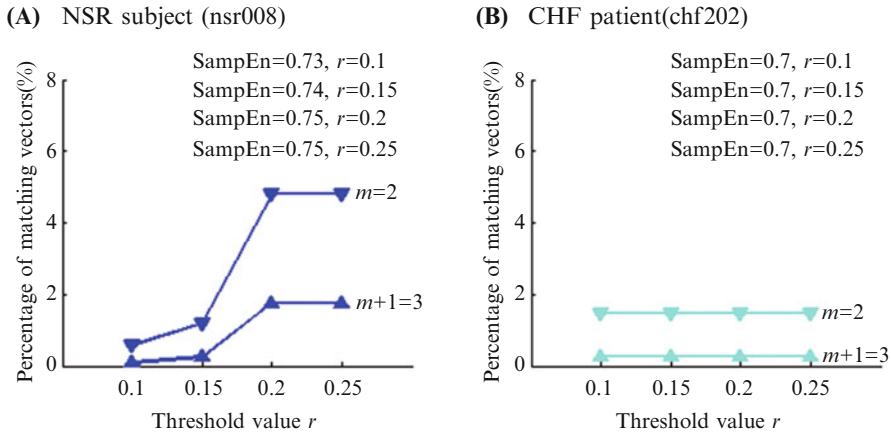 (A) NSR subject (nsr008)
SampEn=0.73, r=0.1
SampEn=0.74, r=0.15
SampEn=0.75, r=0.2
SampEn=0.75, r=0.25
Percentage of matching vectors(%)
8
6
4
2
0
m=2
m+1=3
0.1 0.15 0.2 0.25
Threshold value r
(B) CHF patient(chf202)
SampEn=0.7, r=0.1
SampEn=0.7, r=0.15
SampEn=0.7, r=0.2
SampEn=0.7, r=0.25
Percentage of matching vectors(%)
8
6
4
2
0
m=2
m+1=3
0.1 0.15 0.2 0.25
Threshold value r